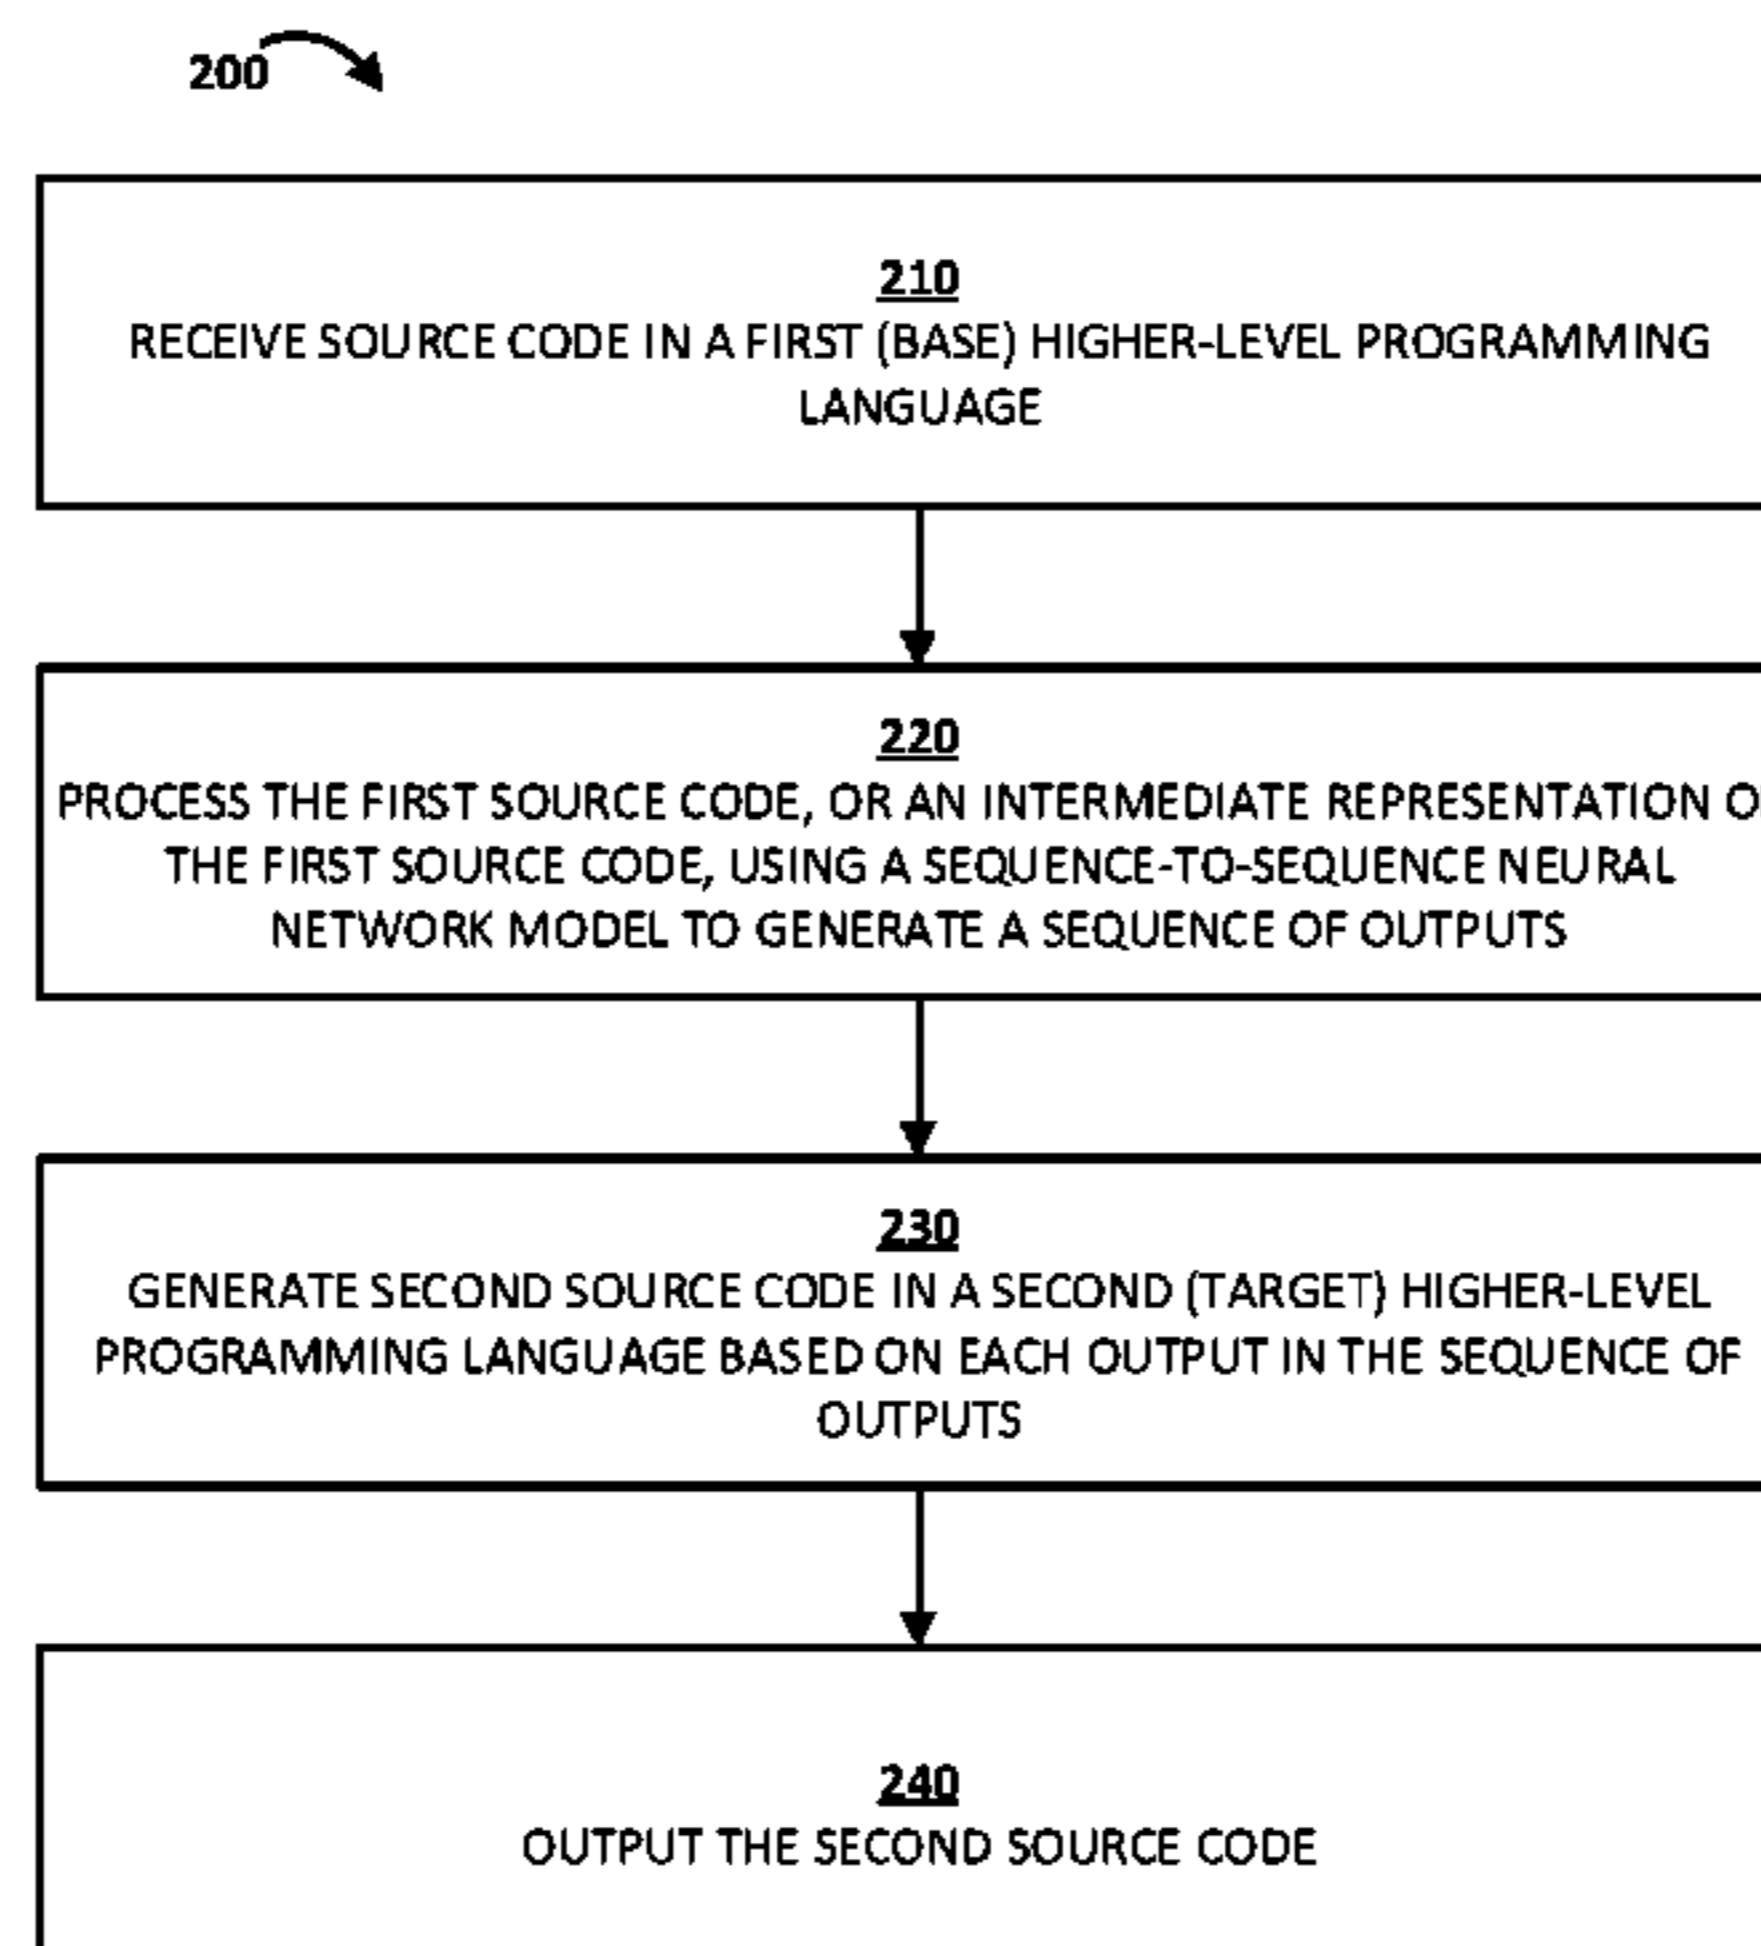 200
210
RECEIVE SOURCE CODE IN A FIRST (BASE) HIGHER-LEVEL PROGRAMMING
LANGUAGE
220
PROCESS THE FIRST SOURCE CODE, OR AN INTERMEDIATE REPRESENTATION
THE FIRST SOURCE CODE, USING A SEQUENCE-TO-SEQUENCE NEURAL
NETWORK MODEL TO GENERATE A SEQUENCE OF OUTPUTS
230
GENERATE SECOND SOURCE CODE IN A SECOND (TARGET) HIGHER-LEVEL
PROGRAMMING LANGUAGE BASED ON EACH OUTPUT IN THE SEQUENCE OF
OUTPUTS
240
OUTPUT THE SECOND SOURCE CODE